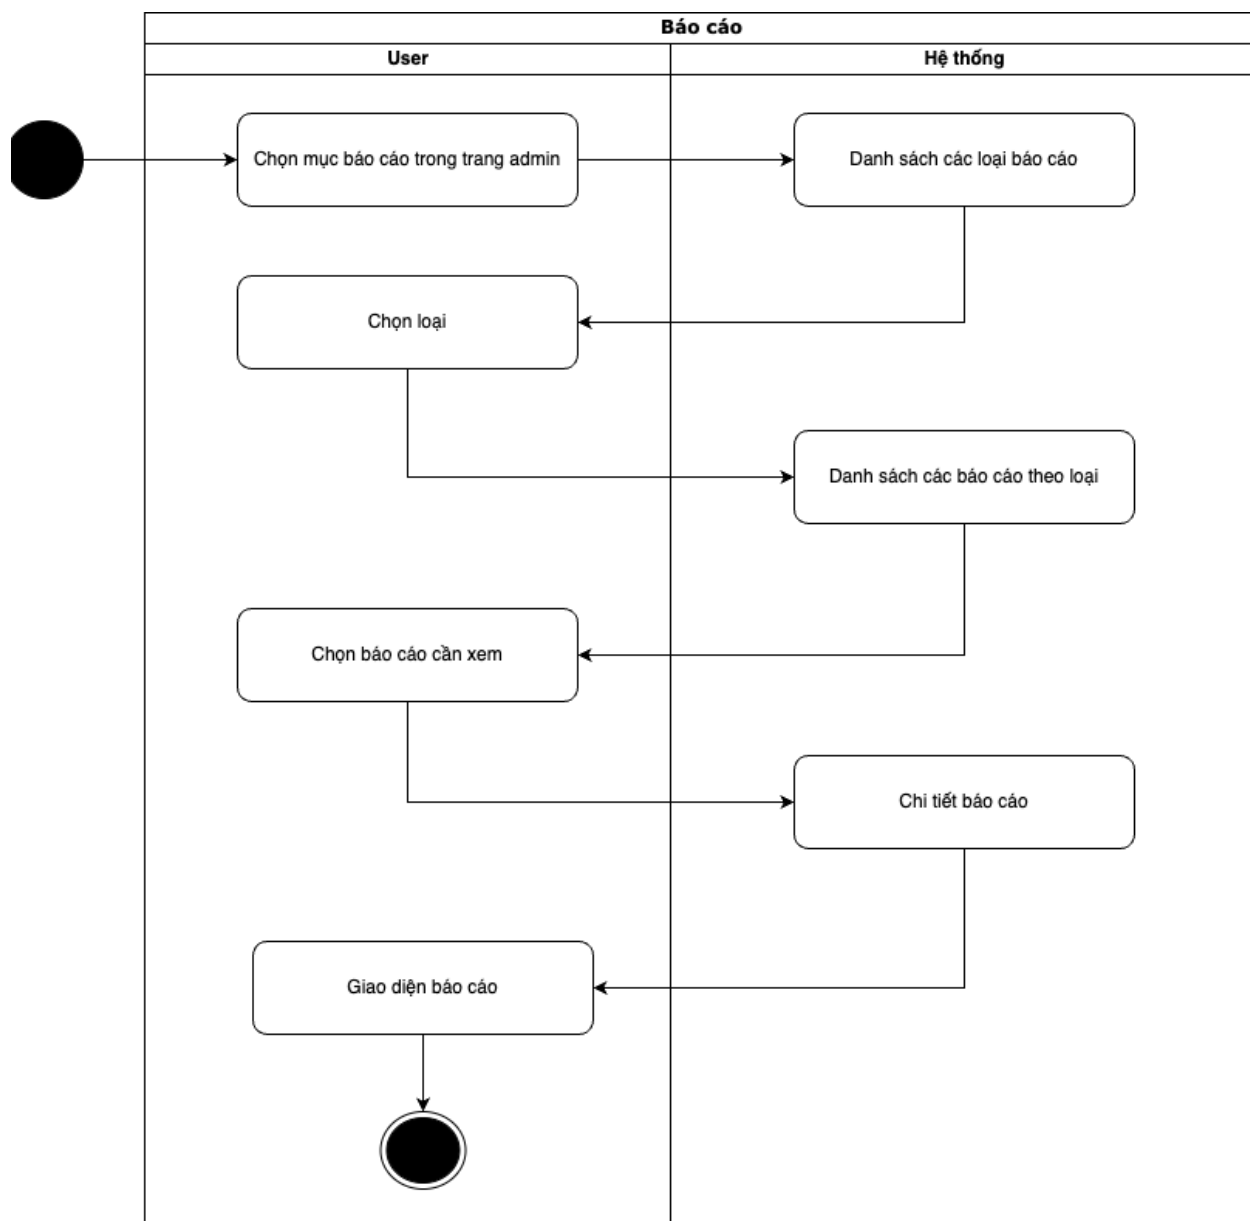 Báo cáo
User
Hệ thống
Chọn mục báo cáo trong trang admin
Danh sách các loại báo cáo
Chọn loại
Danh sách các báo cáo theo loại
Chọn báo cáo cần xem
Chi tiết báo cáo
Giao diện báo cáo